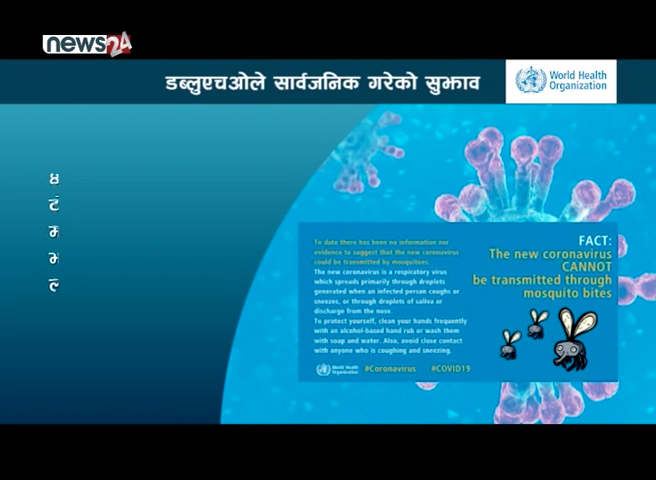 news24
डब्लुएचओले सार्वजनिक गरेको सुझाव
World Health
Organization
FACT:
The new coronavirus
CANNOT
be transmitted through
mosquito bites
To date there has been no information nor
evidence to suggest that the new coronavirus
could be transmitted by mosquitoes.
The new coronavirus is a respiratory virus
which spreads primarily through droplets
generated when an infected person coughs or
sneezes, or through droplets of saliva or
discharge from the nose.
To protect yourself, clean your hands frequently
with an alcohol-based hand rub or wash them
with soap and water. Also, avoid close contact
with anyone who is coughing and sneezing.
World Health
Organization
#Coronavirus #COVID19